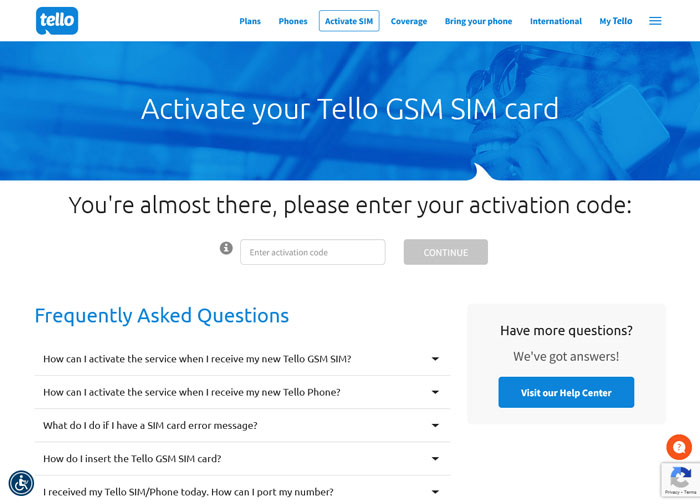 tello
Plans Phones Activate SIM Coverage Bring your phone International My Tello
Activate your Tello GSM SIM card
You're almost there, please enter your activation code:
Enter activation code
CONTINUE
Frequently Asked Questions
How can I activate the service when I receive my new Tello GSM SIM?
How can I activate the service when I receive my new Tello Phone?
What do I do if I have a SIM card error message?
How do I insert the Tello GSM SIM card?
I received my Tello SIM/Phone today. How can I port my number?
Have more questions?
We've got answers!
Visit our Help Center
Privacy - Terms